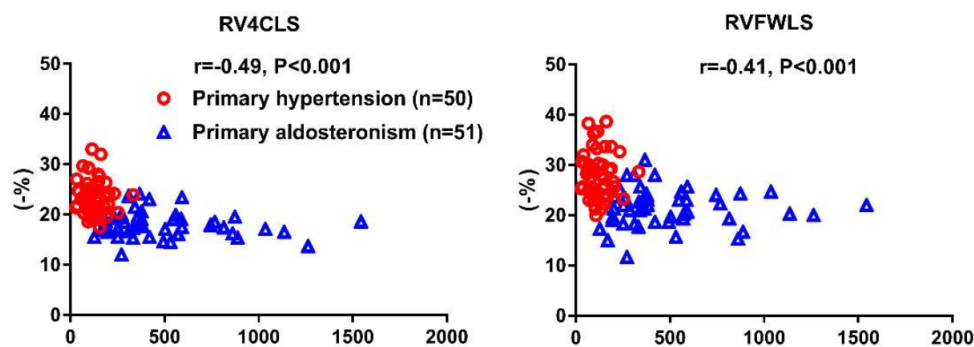 RV4CLS
r=-0.49, P<0.001
Primary hypertension (n=50)
Primary aldosteronism (n=51)
(-%)
50
40
30
20
10
0
0 500 1000 1500 2000
RVFWLS
r=-0.41, P<0.001
(-%)
50
40
30
20
10
0
0 500 1000 1500 2000